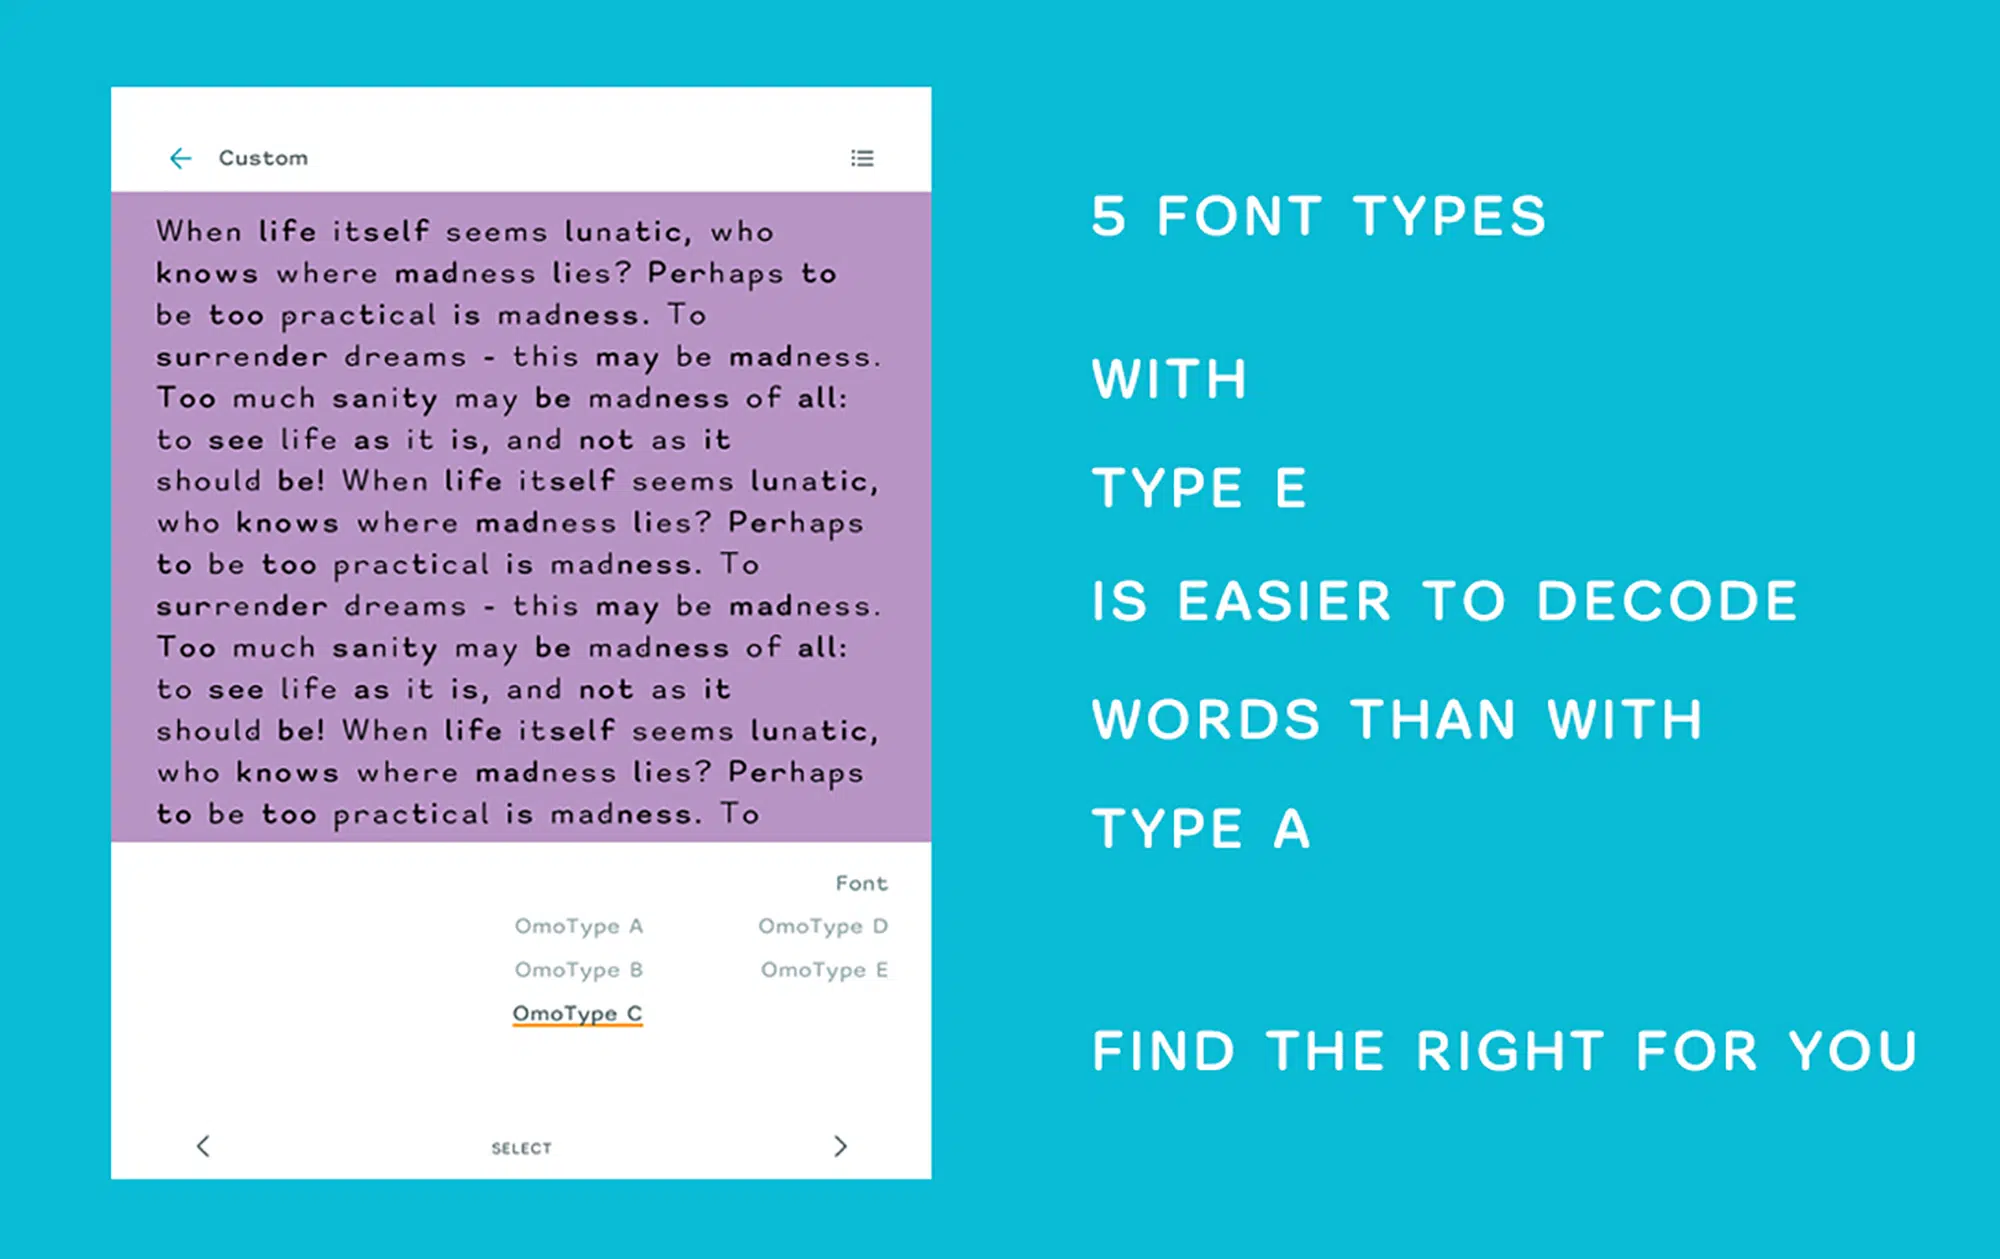 Custom
When life itself seems lunatic, who
knows where madness lies? Perhaps to
be too practical is madness. To
surrender dreams - this may be madness.
Too much sanity may be madness of all:
to see life as it is, and not as it
should be! When life itself seems lunatic,
who knows where madness lies? Perhaps
to be too practical is madness. To
surrender dreams - this may be madness.
Too much sanity may be madness of all:
to see life as it is, and not as it
should be! When life itself seems lunatic,
who knows where madness lies? Perhaps
to be too practical is madness. To
Font
OmoType A
OmoType D
OmoType B
OmoType E
OmoType C
SELECT
5 FONT TYPES
WITH
TYPE E
IS EASIER TO DECODE
WORDS THAN WITH
TYPE A
FIND THE RIGHT FOR YOU